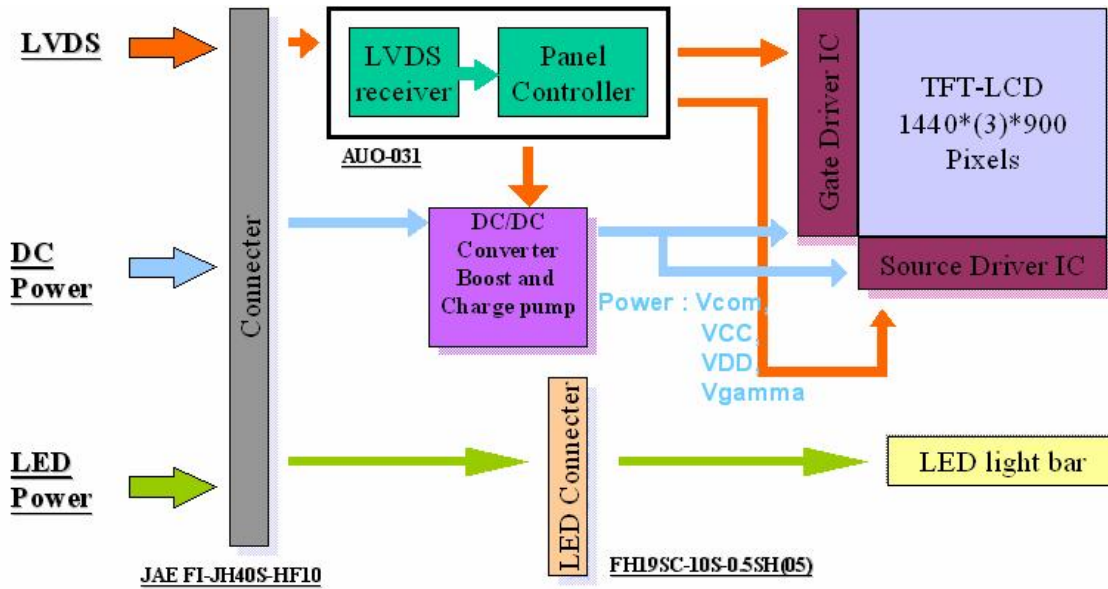 LVDS
DC
Power
LED
Power
Connecter
JAE FI-JH40S-HF10
LVDS
receiver
Panel
Controller
AUO-031
DC/DC
Converter
Boost and
Charge pump
Power : Vcom,
VCC,
VDD,
Vgamma
Gate Driver IC
TFT-LCD
1440*(3)*900
Pixels
Source Driver IC
LED Connecter
FH19SC-10S-0.5SH(05)
LED light bar